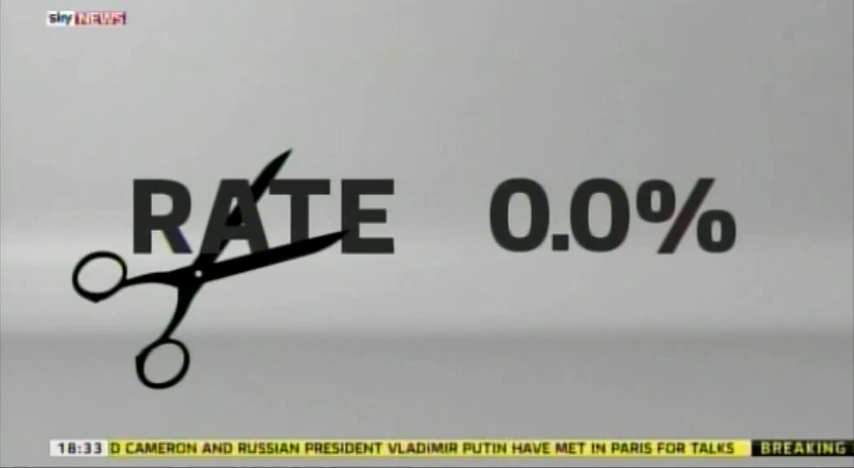 sky NEWS
RATE 0.0%
18:33 D CAMERON AND RUSSIAN PRESIDENT VLADIMIR PUTIN HAVE MET IN PARIS FOR TALKS BREAKING